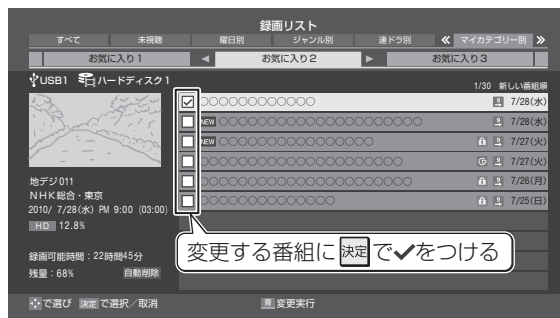 録画リスト
すべて 未視聴 曜日別 ジャンル別 連ドラ別 ≪ マイカテゴリー別 ≫
お気に入り1 ◀ お気に入り2 ▶ お気に入り3
USB1 ハードディスク1
1/30 新しい番組順
○○○○○○○○○○○○ 7/28(水)
NEW ○○○○○○○○○○○○○○○○○○○○○ 7/28(水)
NEW ○○○○○○○○○○○○○○○○ 7/27(火)
○○○○○○○○○○○○○○○○○○○○○ 7/27(火)
○○○○○○○○○○○○○○○○○○○○○○ 7/26(月)
○○○○○○○○○○○○○○○○○ 7/25(日)
地デジ011
NHK総合・東京
2010/ 7/28(水) PM 9:00 (03:00)
HD 12.8%
変更する番組に 決定 で✓をつける
録画可能時間：22時間45分
残量：68% 自動削除
で選び 決定 で選択／取消 青 変更実行